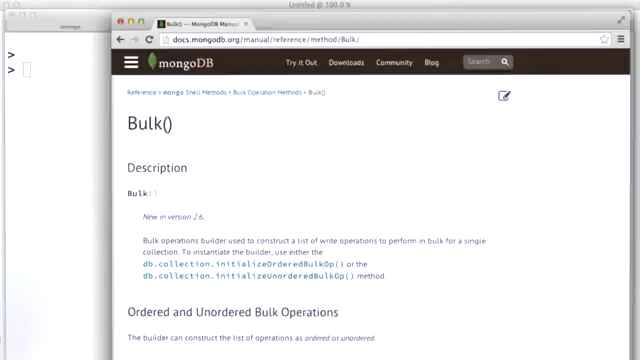 Untitled @ 100.0 %
mongo
Bulk() — MongoDB Manual
docs.mongodb.org/manual/reference/method/Bulk/
mongoDB
Try It Out Downloads Community Blog
Search
Reference › mongo Shell Methods › Bulk Operation Methods › Bulk()
Bulk()
Description
Bulk()
New in version 2.6.
Bulk operations builder used to construct a list of write operations to perform in bulk for a single
collection. To instantiate the builder, use either the
db.collection.initializeOrderedBulkOp() or the
db.collection.initializeUnorderedBulkOp() method.
Ordered and Unordered Bulk Operations
The builder can construct the list of operations as ordered or unordered.
>
>